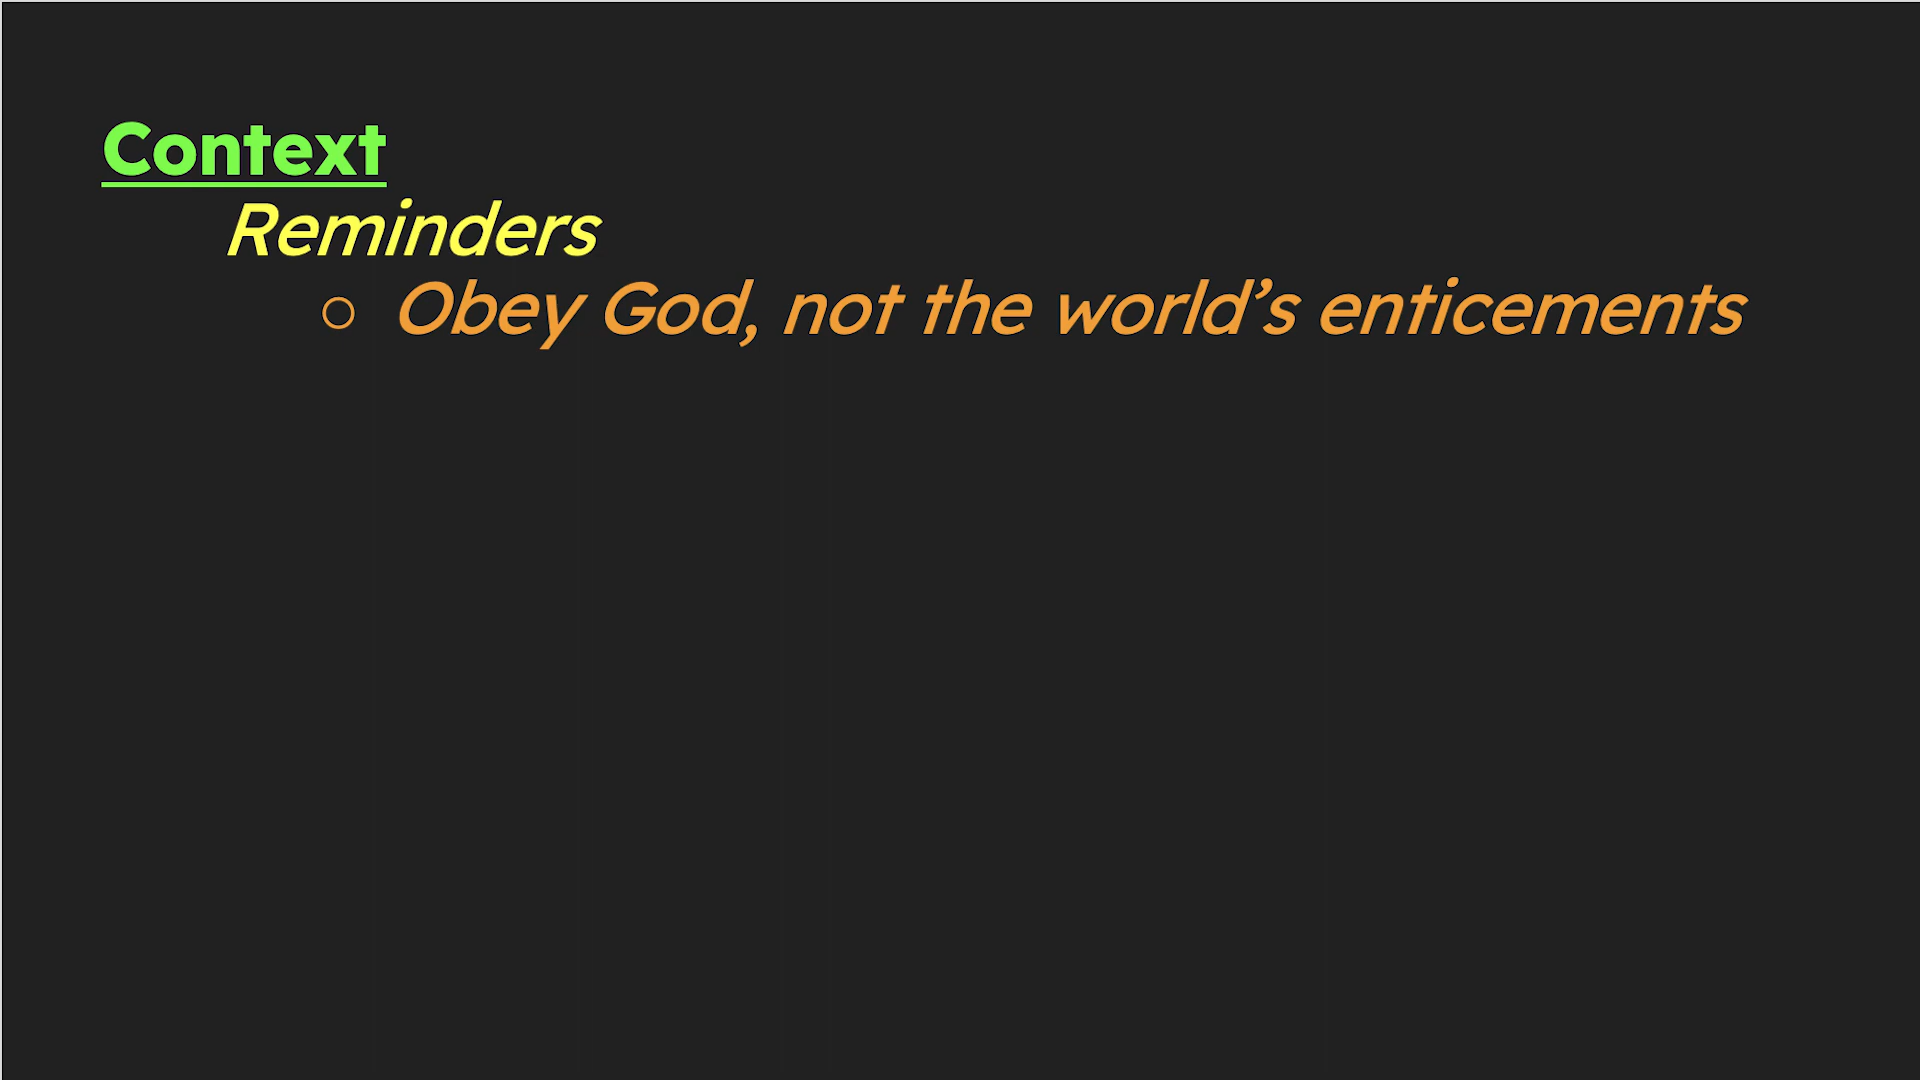 Context
Reminders
○ Obey God, not the world’s enticements